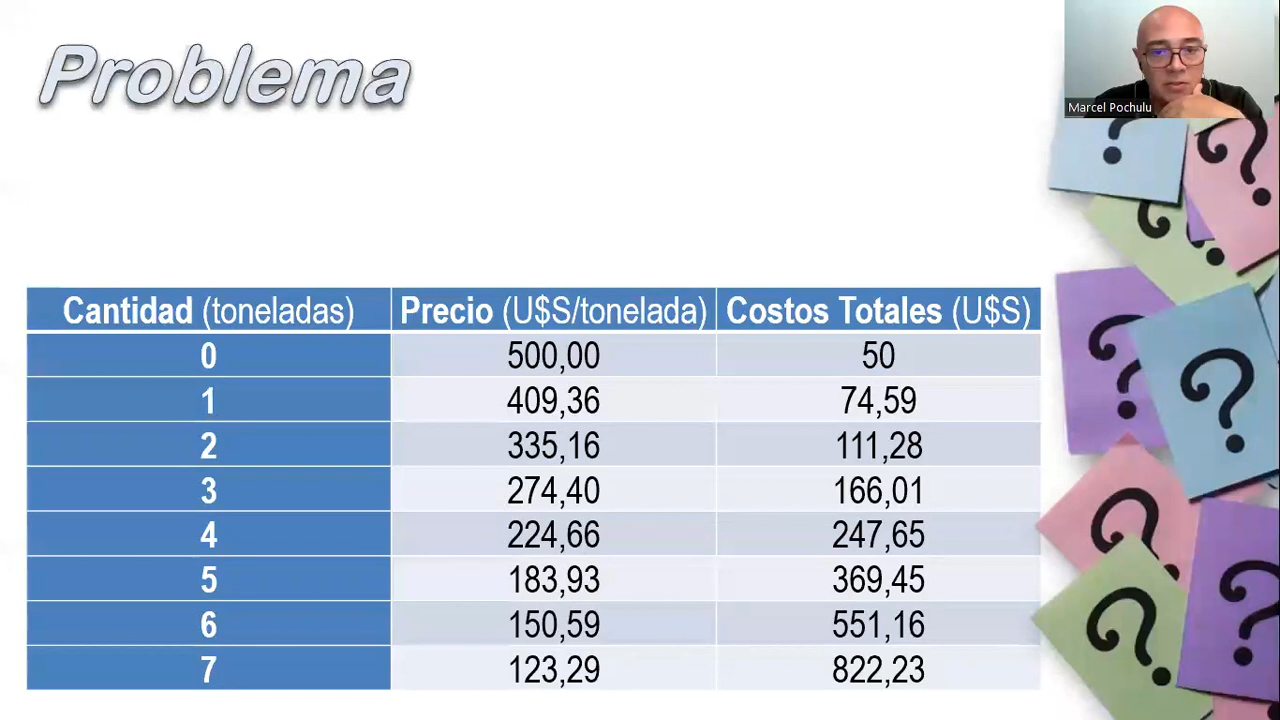 Problema
Marcel Pochulu
Cantidad (toneladas) Precio (U$S/tonelada) Costos Totales (U$S)
0 500,00 50
1 409,36 74,59
2 335,16 111,28
3 274,40 166,01
4 224,66 247,65
5 183,93 369,45
6 150,59 551,16
7 123,29 822,23